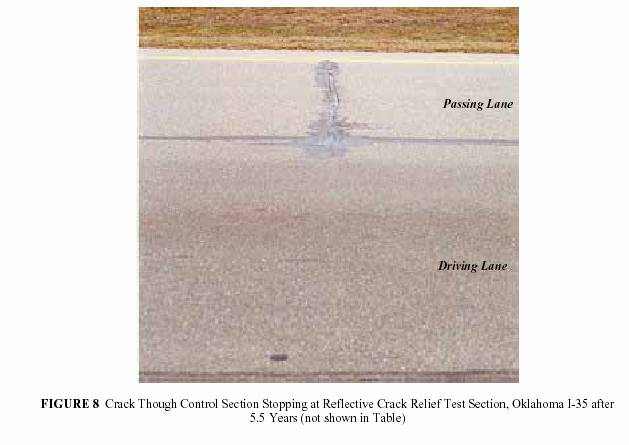 Passing Lane
Driving Lane
FIGURE 8 Crack Though Control Section Stopping at Reflective Crack Relief Test Section, Oklahoma I-35 after
5.5 Years (not shown in Table)